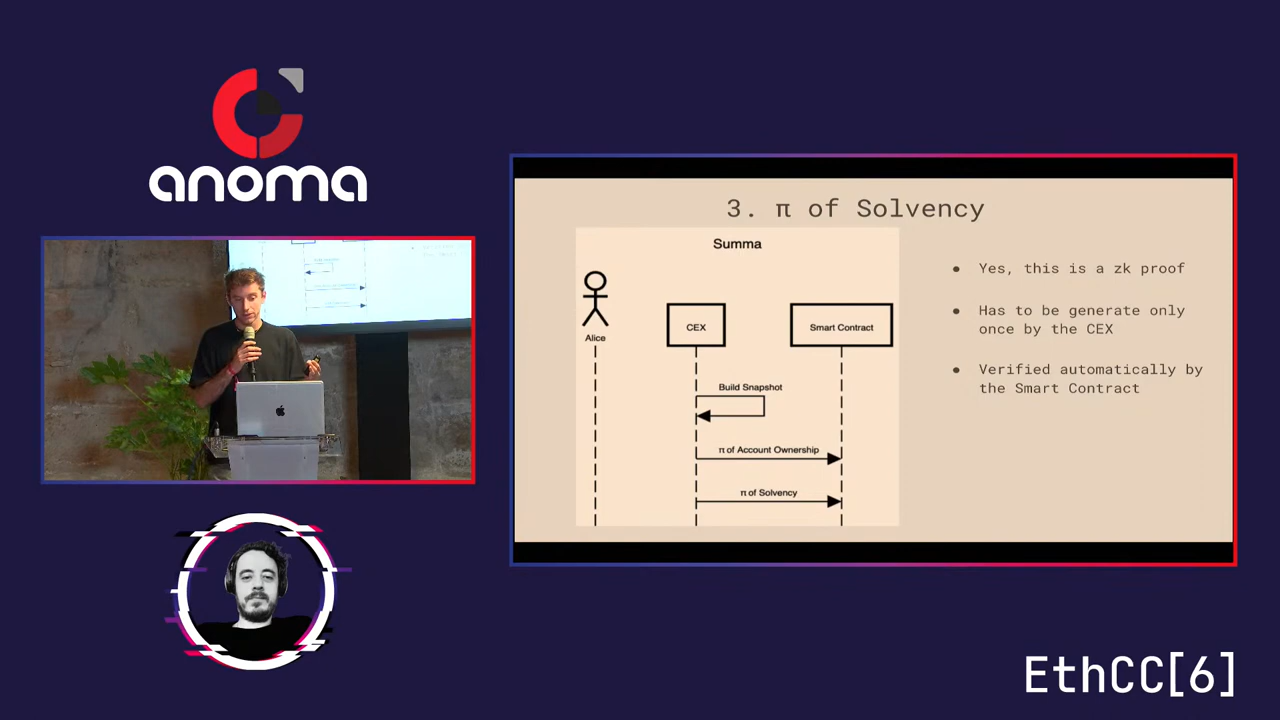 anoma
3. π of Solvency
Summa
Alice
CEX
Smart Contract
Build Snapshot
π of Account Ownership
π of Solvency
● Yes, this is a zk proof
● Has to be generate only
once by the CEX
● Verified automatically by
the Smart Contract
EthCC[6]